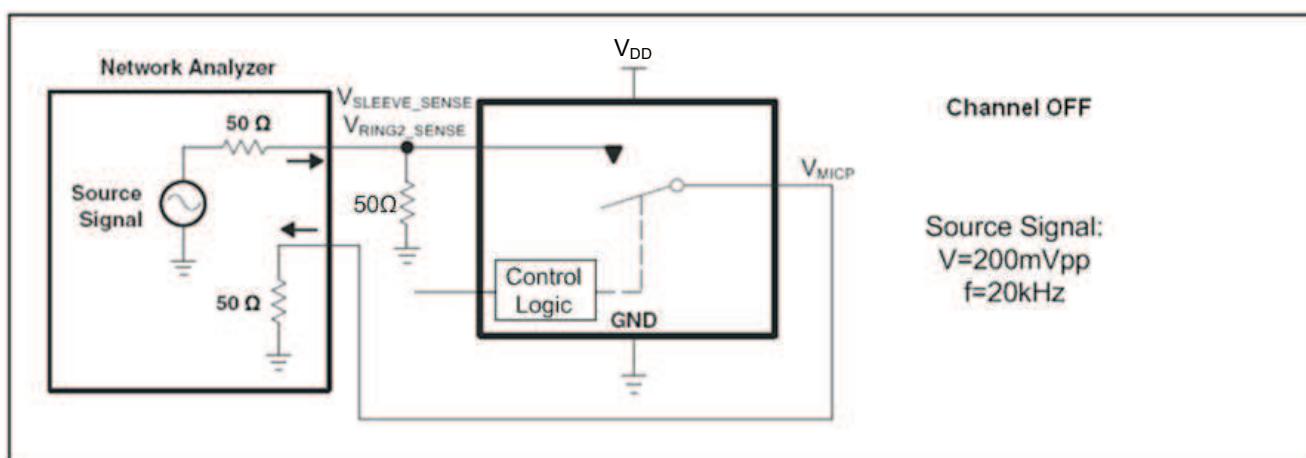 V_DD
Network Analyzer
V_SLEEVE_SENSE
V_RING2_SENSE
50 Ω
Source
Signal
50Ω
50 Ω
Control
Logic
GND
V_MICP
Channel OFF
Source Signal:
V=200mVpp
f=20kHz